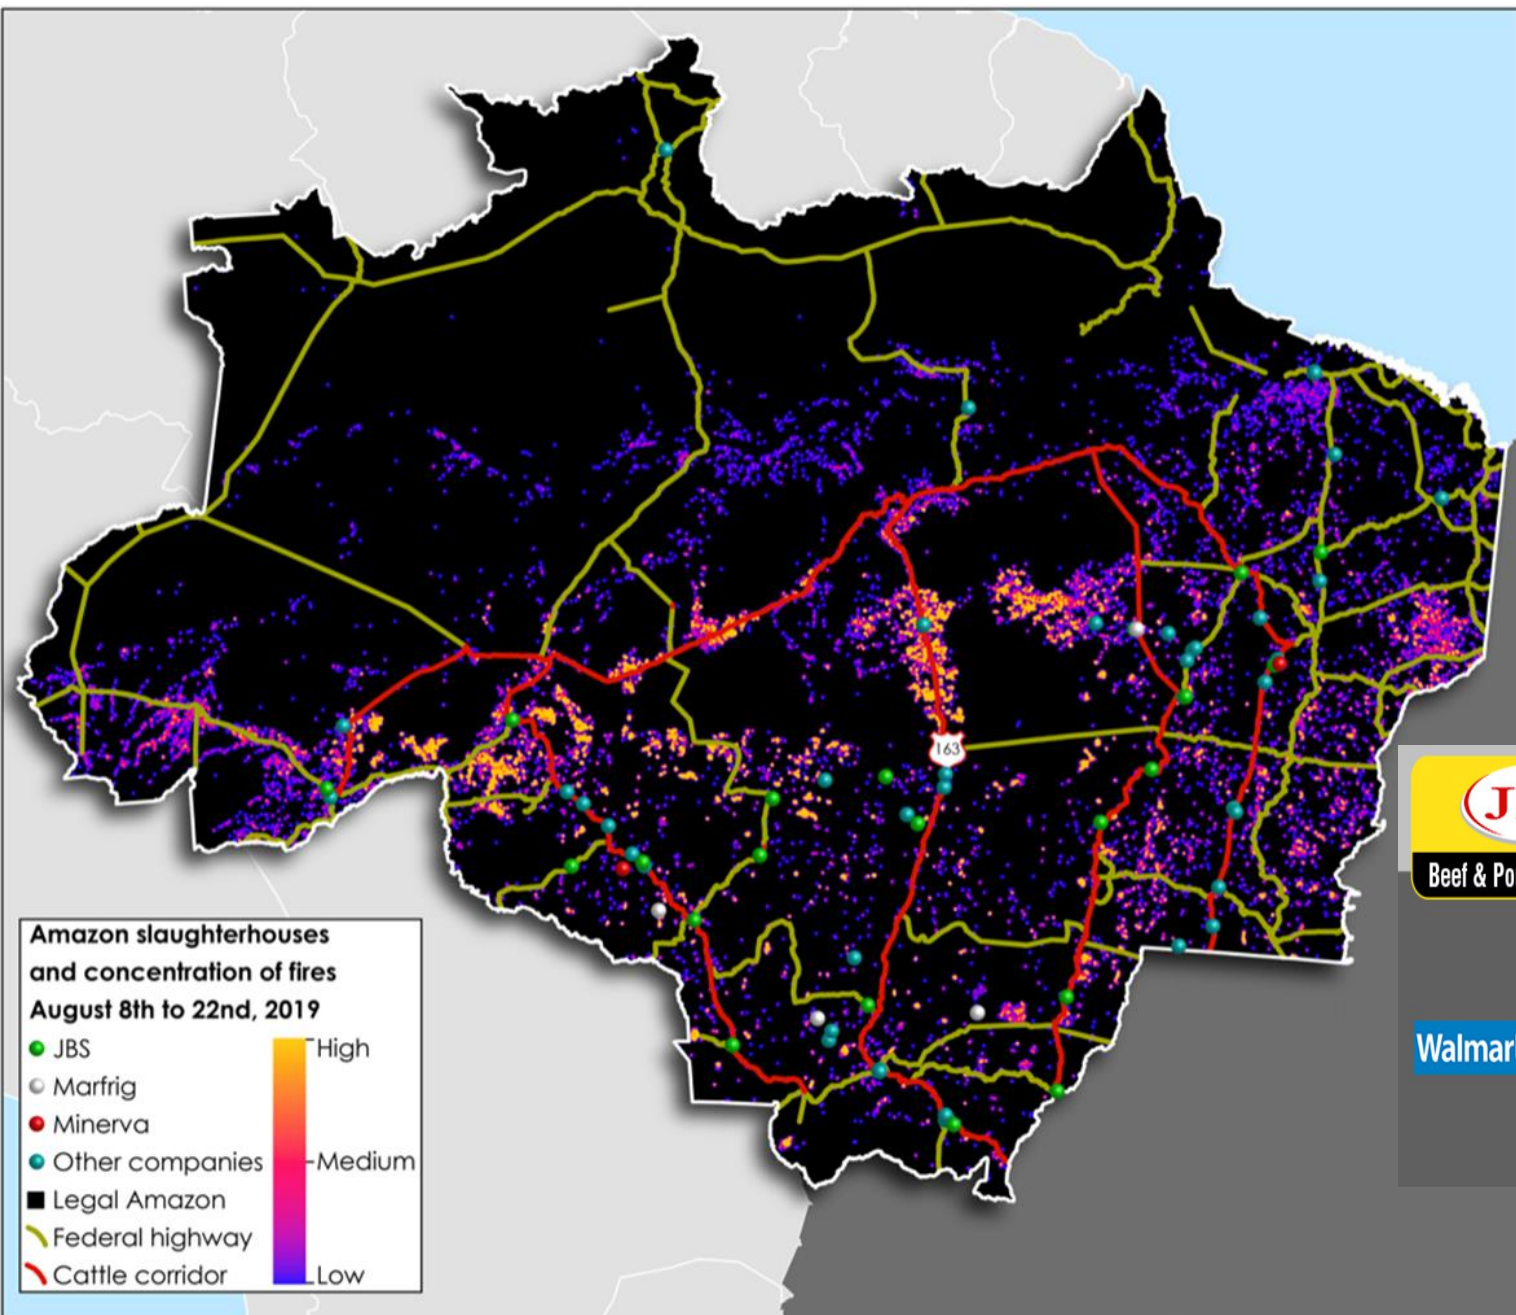 163
Amazon slaughterhouses
and concentration of fires
August 8th to 22nd, 2019
JBS
Marfrig
Minerva
Other companies
Legal Amazon
Federal highway
Cattle corridor
High
Medium
Low
J
Beef & Po
Walmar